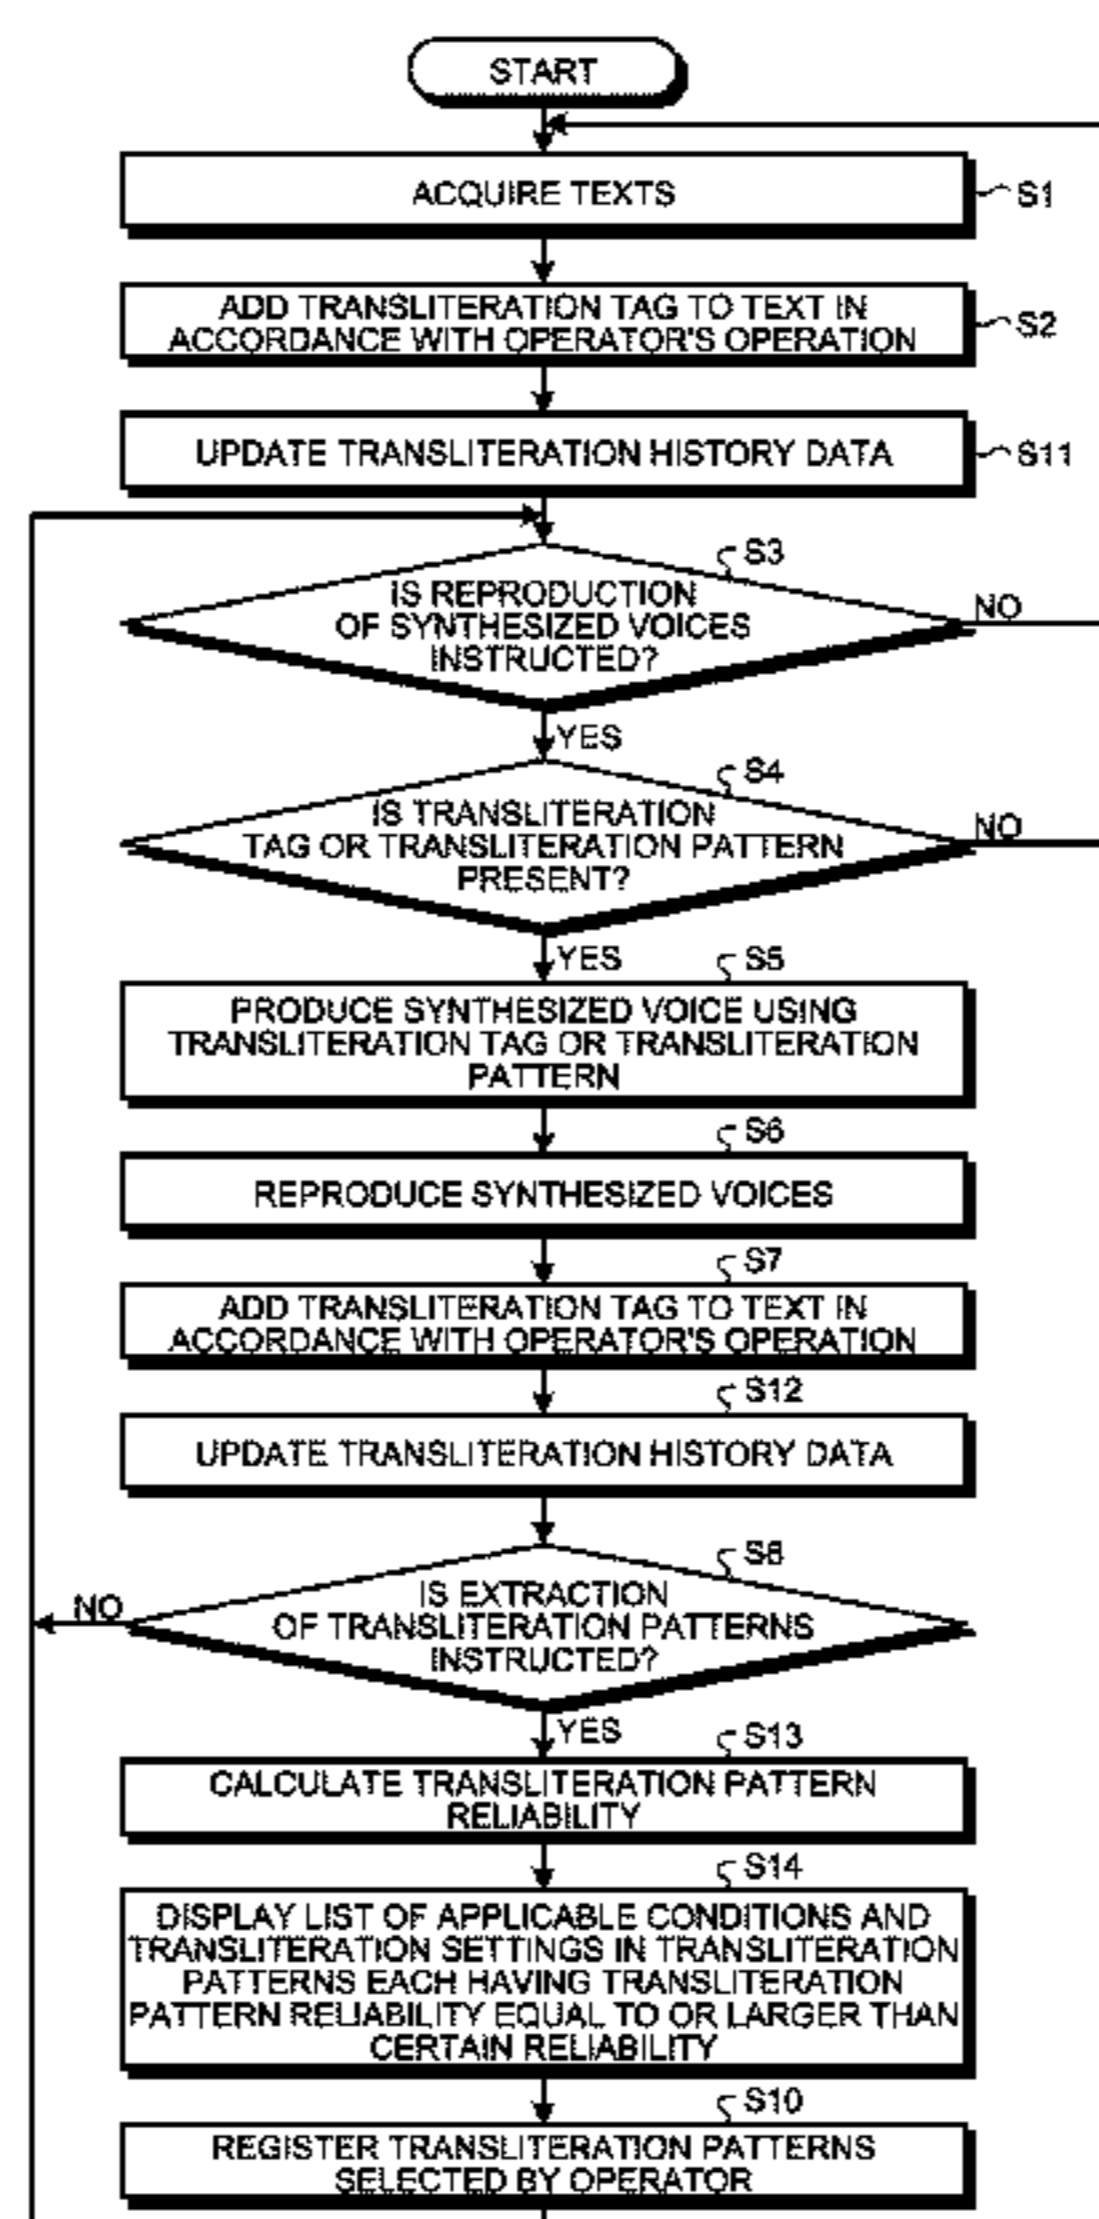 START
ACQUIRE TEXTS
S1
ADD TRANSLITERATION TAG TO TEXT IN
ACCORDANCE WITH OPERATOR'S OPERATION
S2
UPDATE TRANSLITERATION HISTORY DATA
S11
S3
IS REPRODUCTION
OF SYNTHESIZED VOICES
INSTRUCTED?
NO
YES
S4
IS TRANSLITERATION
TAG OR TRANSLITERATION PATTERN
PRESENT?
NO
YES
S5
PRODUCE SYNTHESIZED VOICE USING
TRANSLITERATION TAG OR TRANSLITERATION
PATTERN
S6
REPRODUCE SYNTHESIZED VOICES
S7
ADD TRANSLITERATION TAG TO TEXT IN
ACCORDANCE WITH OPERATOR'S OPERATION
S12
UPDATE TRANSLITERATION HISTORY DATA
S8
IS EXTRACTION
OF TRANSLITERATION PATTERNS
INSTRUCTED?
NO
YES
S13
CALCULATE TRANSLITERATION PATTERN
RELIABILITY
S14
DISPLAY LIST OF APPLICABLE CONDITIONS AND
TRANSLITERATION SETTINGS IN TRANSLITERATION
PATTERNS EACH HAVING TRANSLITERATION
PATTERN RELIABILITY EQUAL TO OR LARGER THAN
CERTAIN RELIABILITY
S10
REGISTER TRANSLITERATION PATTERNS
SELECTED BY OPERATOR